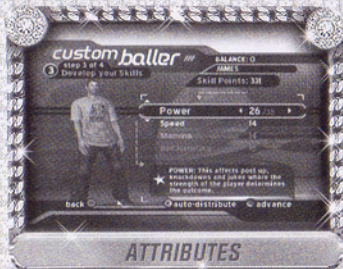 custom baller ///
BALANCE: 0
3 step 1 of 4
JAMES
Develop your Skills
Skill Points: 331
Power 26
Speed 14
Stamina
POWER: This affects post up,
knockdowns and jukes where the
strength of the player determines
the outcome.
back auto-distribute advance
ATTRIBUTES